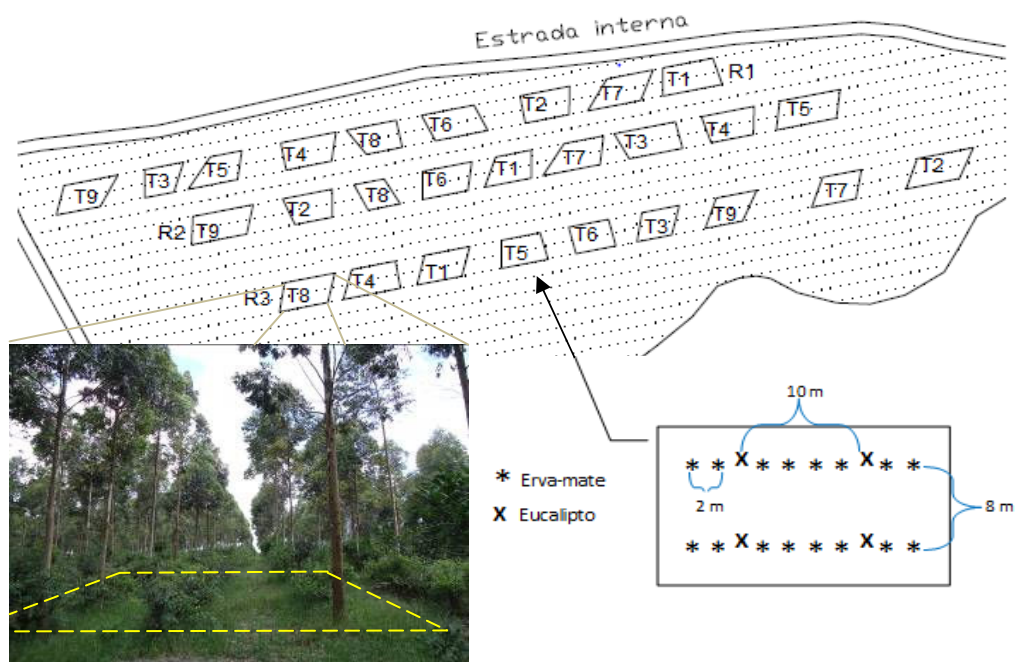 Estrada interna
T9 T3 T5 T4 T8 T6 T2 T7 T1 R1
R2 T9 T2 T8 T6 T1 T7 T3 T4 T5
R3 T8 T4 T1 T5 T6 T3 T9 T7 T2
10 m
* * X * * * * X * *
2 m
8 m
* * X * * * * X * *
* Erva-mate
X Eucalipto